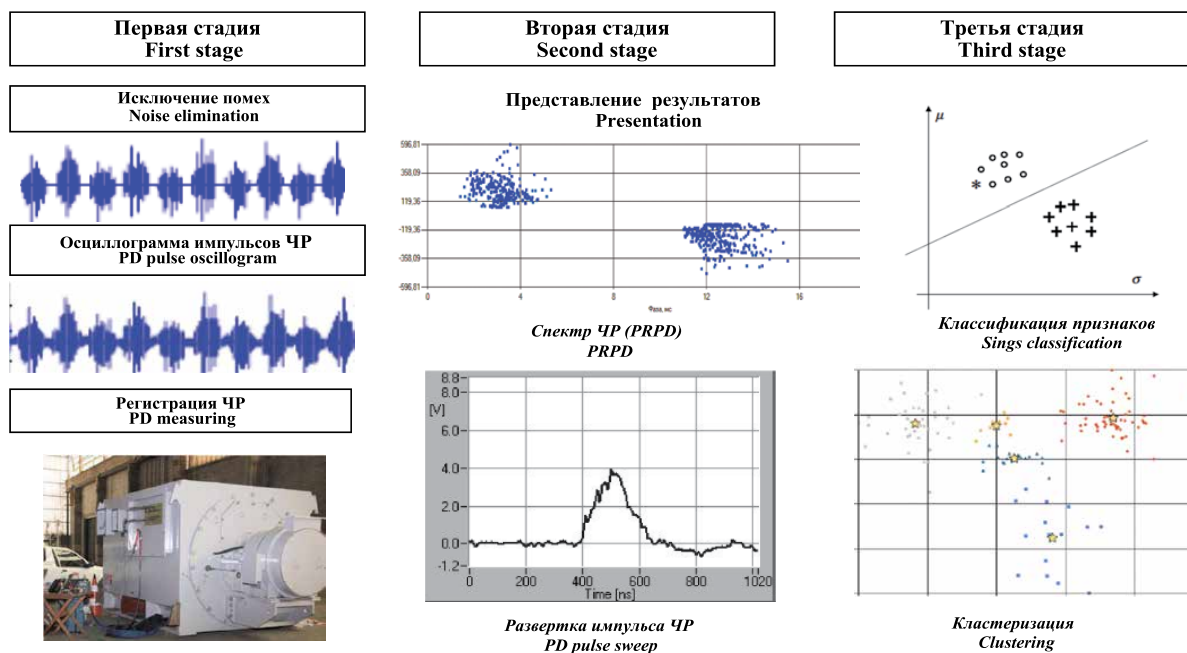 Первая стадия
First stage
Исключение помех
Noise elimination
Осциллограмма импульсов ЧР
PD pulse oscillogram
Регистрация ЧР
PD measuring
Вторая стадия
Second stage
Представление результатов
Presentation
596.81
358.09
119.36
-119.36
-358.09
-596.81
0 4 8 12 16
Фаза, мс
Спектр ЧР (PRPD)
PRPD
8.8
8.0
[V]
6.0
4.0
2.0
0.0
-1.2
0 200 400 600 800 1020
Time [ns]
Развертка импульса ЧР
PD pulse sweep
Третья стадия
Third stage
μ
σ
Классификация признаков
Sings classification
Кластеризация
Clustering